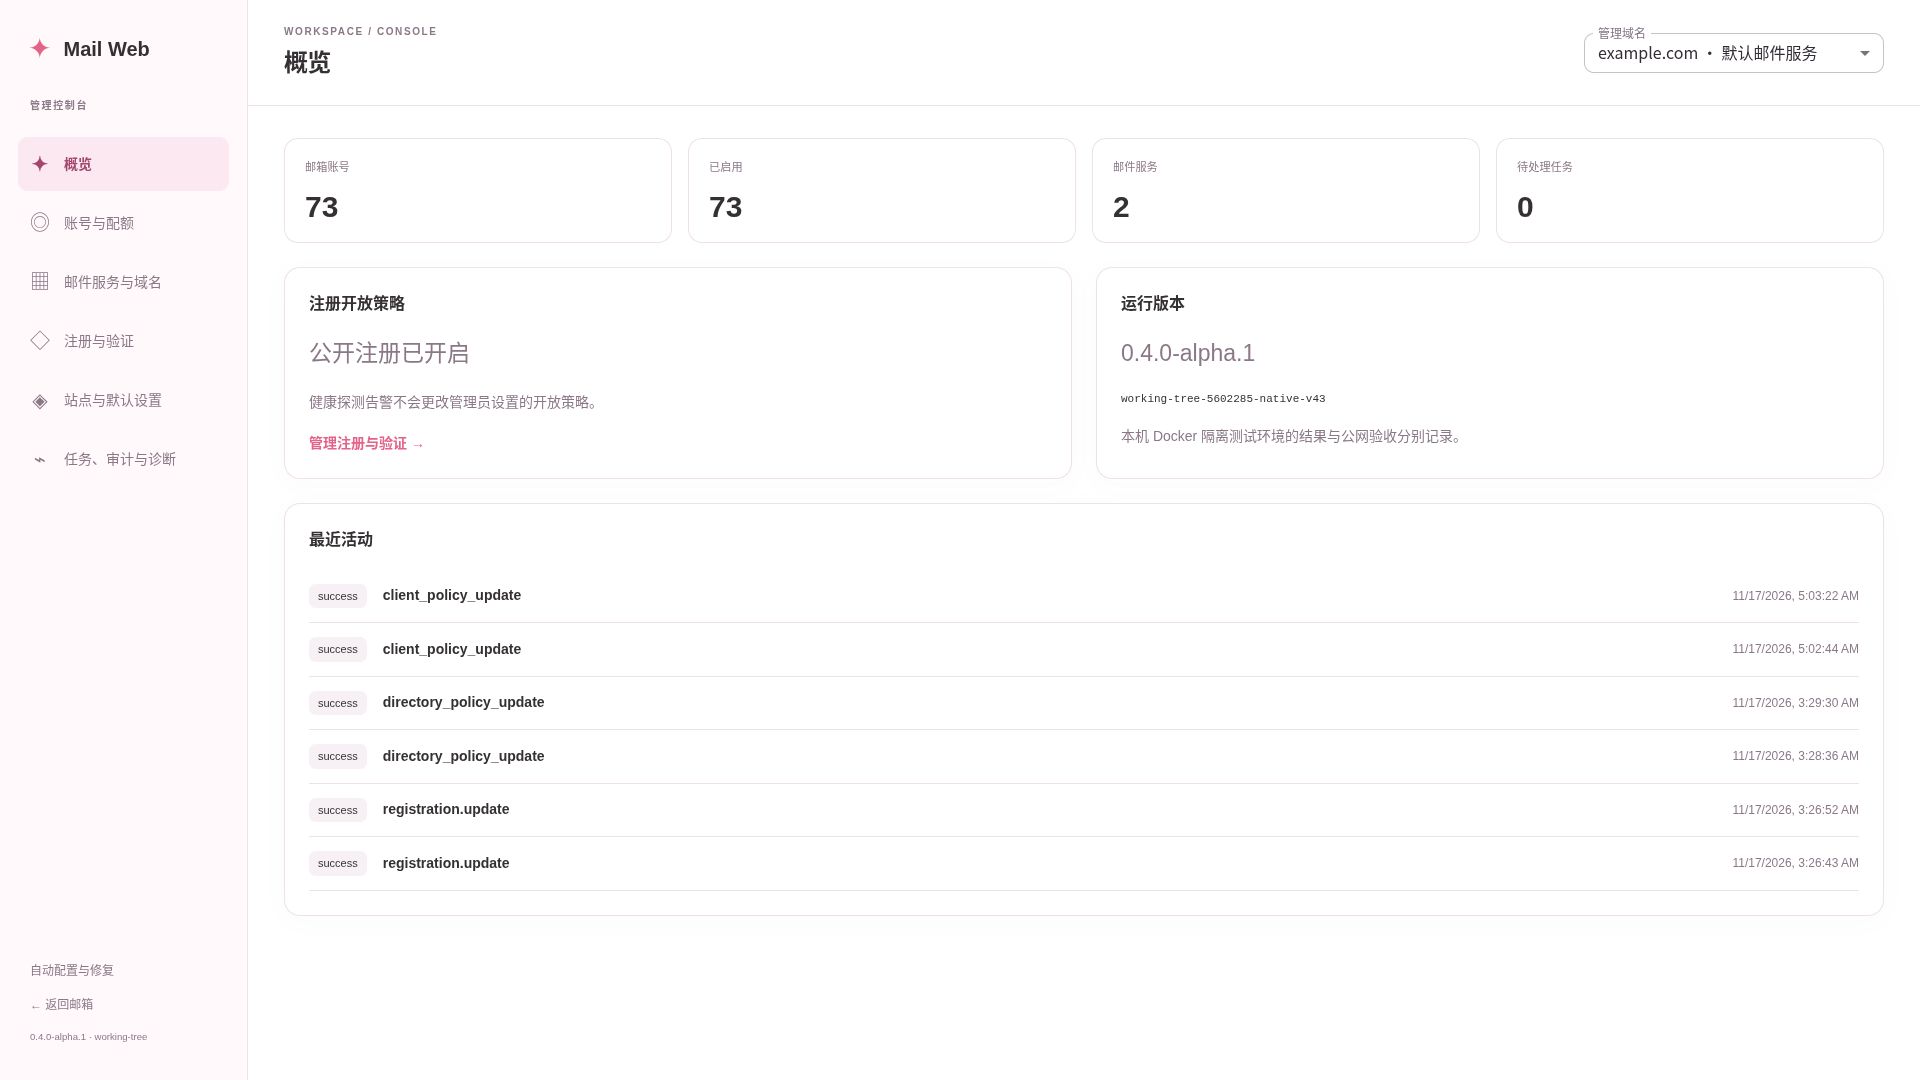 Mail Web
管理控制台
概览
账号与配额
邮件服务与域名
注册与验证
站点与默认设置
任务、审计与诊断
自动配置与修复
← 返回邮箱
0.4.0-alpha.1 · working-tree
WORKSPACE / CONSOLE
概览
管理域名
example.com · 默认邮件服务
邮箱账号
73
已启用
73
邮件服务
2
待处理任务
0
注册开放策略
公开注册已开启
健康探测告警不会更改管理员设置的开放策略。
管理注册与验证 →
运行版本
0.4.0-alpha.1
working-tree-5602285-native-v43
本机 Docker 隔离测试环境的结果与公网验收分别记录。
最近活动
success client_policy_update 11/17/2026, 5:03:22 AM
success client_policy_update 11/17/2026, 5:02:44 AM
success directory_policy_update 11/17/2026, 3:29:30 AM
success directory_policy_update 11/17/2026, 3:28:36 AM
success registration.update 11/17/2026, 3:26:52 AM
success registration.update 11/17/2026, 3:26:43 AM